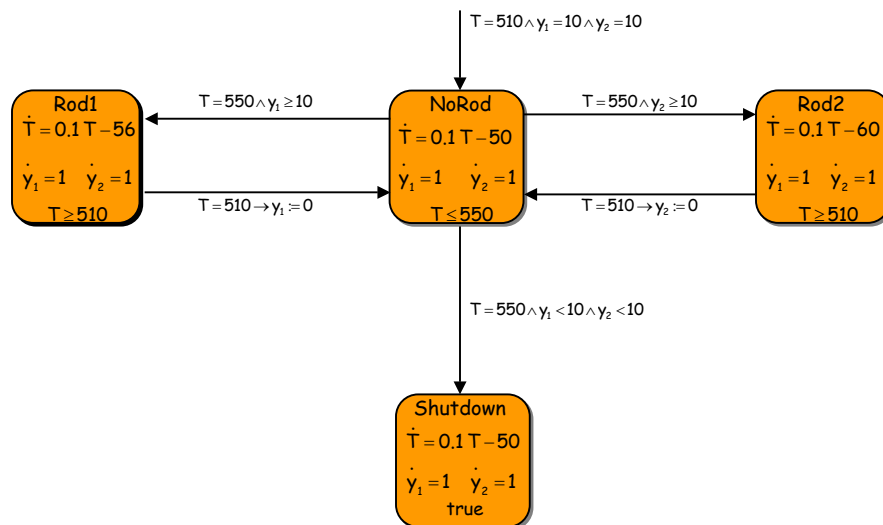 T = 510 ∧ y₁ = 10 ∧ y₂ = 10
Rod1
Ṫ = 0.1 T − 56
ẏ₁ = 1 ẏ₂ = 1
T ≥ 510
T = 550 ∧ y₁ ≥ 10
T = 510 → y₁ := 0
NoRod
Ṫ = 0.1 T − 50
ẏ₁ = 1 ẏ₂ = 1
T ≤ 550
T = 550 ∧ y₂ ≥ 10
T = 510 → y₂ := 0
Rod2
Ṫ = 0.1 T − 60
ẏ₁ = 1 ẏ₂ = 1
T ≥ 510
T = 550 ∧ y₁ < 10 ∧ y₂ < 10
Shutdown
Ṫ = 0.1 T − 50
ẏ₁ = 1 ẏ₂ = 1
true